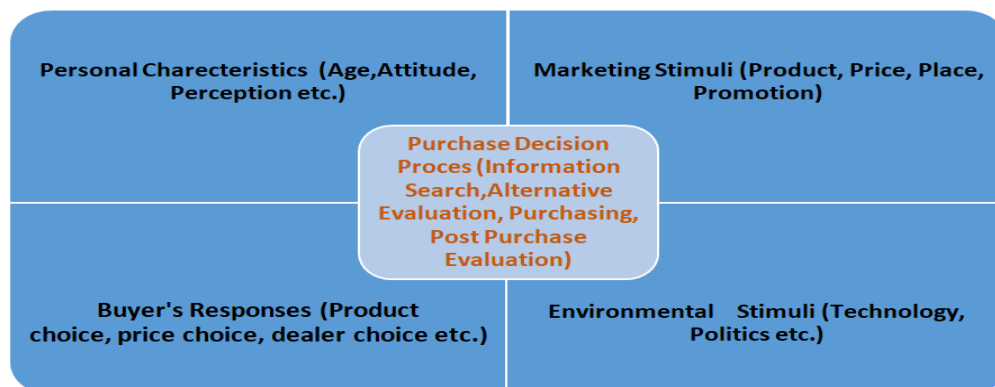 Personal Charecteristics (Age,Attitude,
Perception etc.)
Marketing Stimuli (Product, Price, Place,
Promotion)
Purchase Decision
Proces (Information
Search,Alternative
Evaluation, Purchasing,
Post Purchase
Evaluation)
Buyer's Responses (Product
choice, price choice, dealer choice etc.)
Environmental Stimuli (Technology,
Politics etc.)